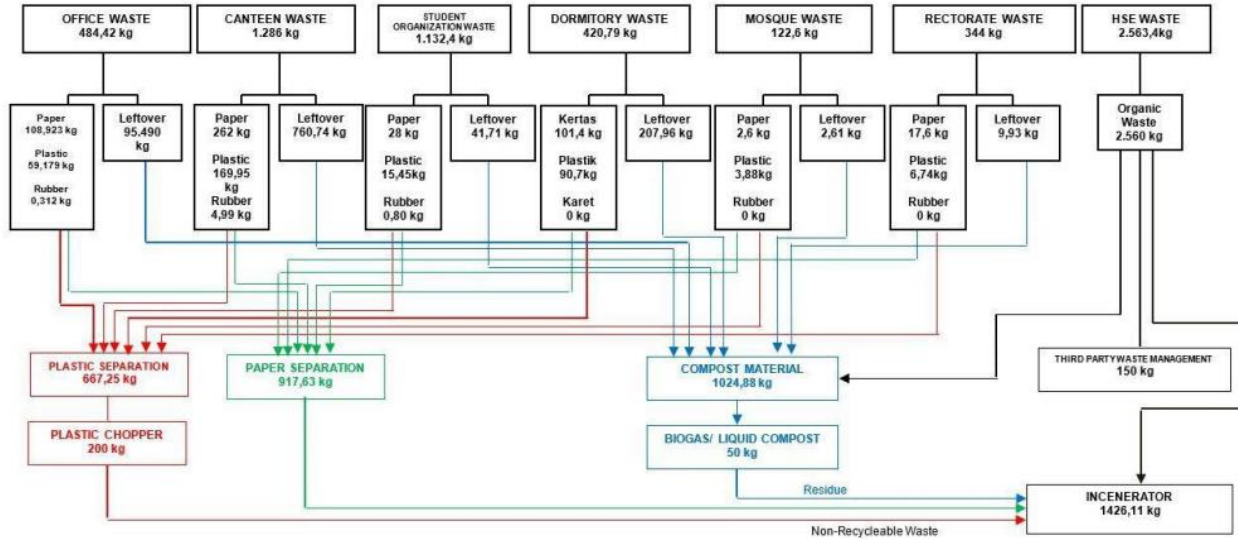 OFFICE WASTE
484,42 kg
CANTEEN WASTE
1.286 kg
STUDENT
ORGANIZATION WASTE
1.132,4 kg
DORMITORY WASTE
420,79 kg
MOSQUE WASTE
122,6 kg
RECTORATE WASTE
344 kg
HSE WASTE
2.563,4kg
Paper
108,923 kg
Plastic
59,179 kg
Rubber
0,312 kg
Leftover
95.490
kg
Paper
262 kg
Plastic
169,95
kg
Rubber
4,99 kg
Leftover
760,74 kg
Paper
28 kg
Plastic
15,45kg
Rubber
0,80 kg
Leftover
41,71 kg
Kertas
101,4 kg
Plastik
90,7kg
Karet
0 kg
Leftover
207,96 kg
Paper
2,6 kg
Plastic
3,88kg
Rubber
0 kg
Leftover
2,61 kg
Paper
17,6 kg
Plastic
6,74kg
Rubber
0 kg
Leftover
9,93 kg
Organic
Waste
2.560 kg
PLASTIC SEPARATION
667,25 kg
PAPER SEPARATION
917,63 kg
COMPOST MATERIAL
1024,88 kg
THIRD PARTY WASTE MANAGEMENT
150 kg
PLASTIC CHOPPER
200 kg
BIOGAS/ LIQUID COMPOST
50 kg
Residue
INCENERATOR
1426,11 kg
Non-Recycleable Waste